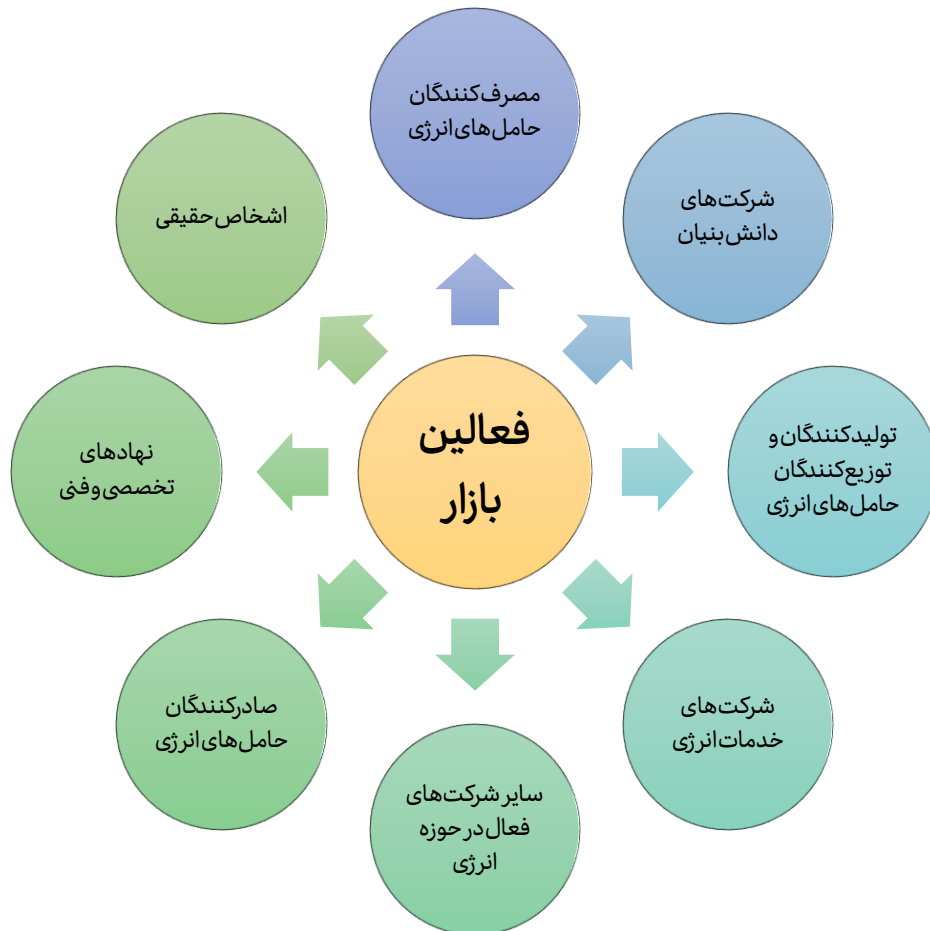 مصرف‌کنندگان
حامل‌های انرژی
شرکت‌های
دانش‌بنیان
تولیدکنندگان و
توزیع‌کنندگان
حامل‌های انرژی
شرکت‌های
خدمات انرژی
سایر شرکت‌های
فعال در حوزه
انرژی
صادرکنندگان
حامل‌های انرژی
نهادهای
تخصصی و فنی
اشخاص حقیقی
فعالین
بازار